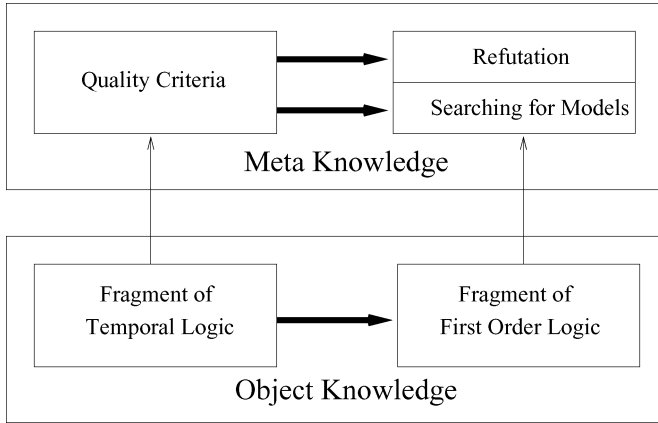 Quality Criteria
Refutation
Searching for Models
Meta Knowledge
Fragment of
Temporal Logic
Fragment of
First Order Logic
Object Knowledge